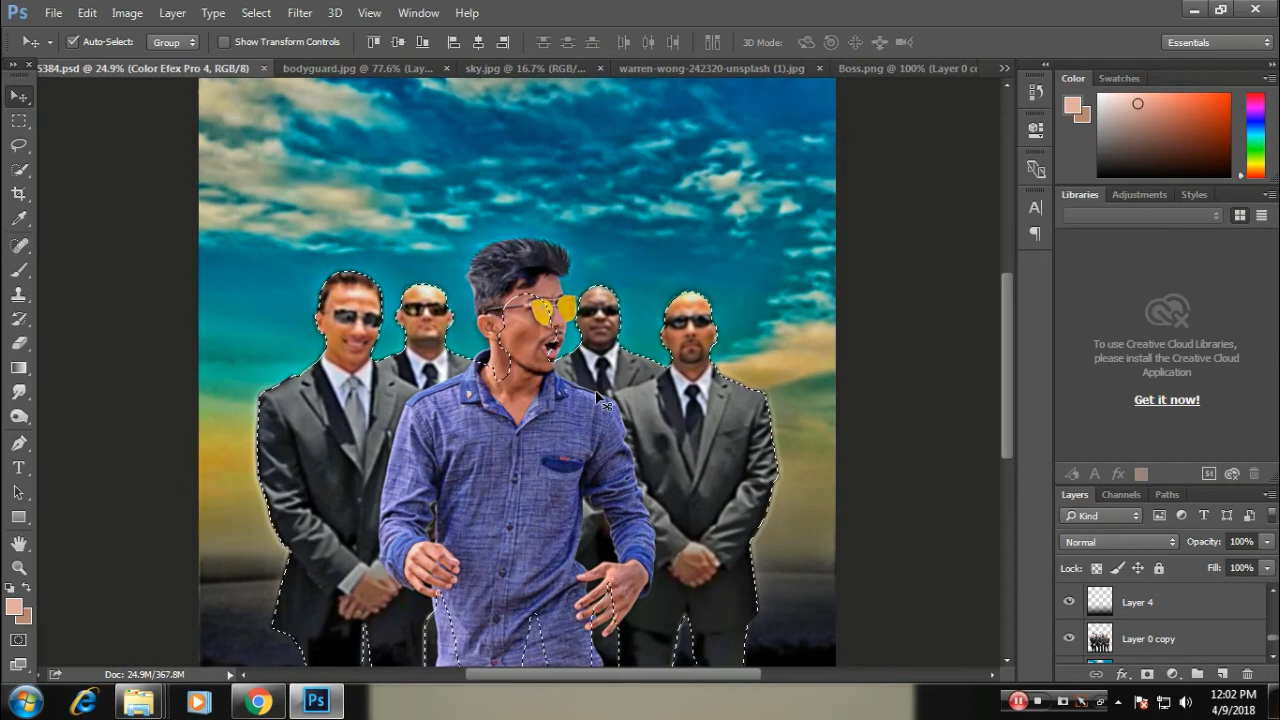 Ps File Edit Image Layer Type Select Filter 3D View Window Help
Auto-Select: Group Show Transform Controls 3D Mode: Essentials
5384.psd @ 24.9% (Color Efex Pro 4, RGB/8) × bodyguard.jpg @ 77.6% (Lay... × sky.jpg @ 16.7% (RGB/... × warren-wong-242320-unsplash (1).jpg × Boss.png @ 100% (Layer 0 cc
Color Swatches
Libraries Adjustments Styles
To use Creative Cloud Libraries,
please install the Creative Cloud
Application
Get it now!
Layers Channels Paths
Kind
Normal Opacity: 100%
Lock: Fill: 100%
Layer 4
Layer 0 copy
Doc: 24.9M/367.8M
Ps
12:02 PM
4/9/2018